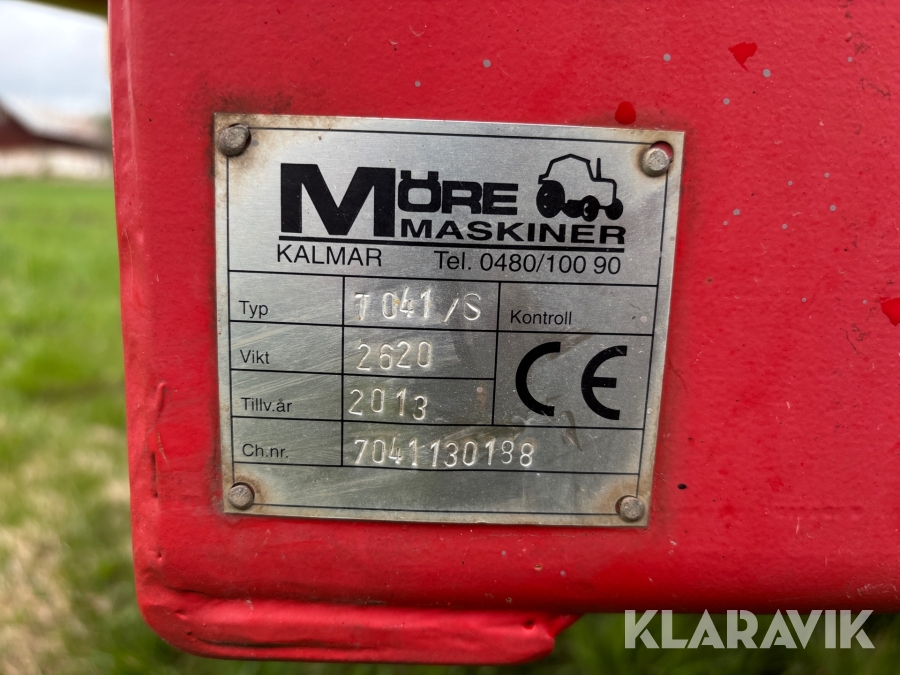 MÖRE
MASKINER
KALMAR Tel. 0480/100 90
Typ 7041/S Kontroll
Vikt 2620
CE
Tillv.år 2013
Ch.nr. 7041130188
KLARAVIK